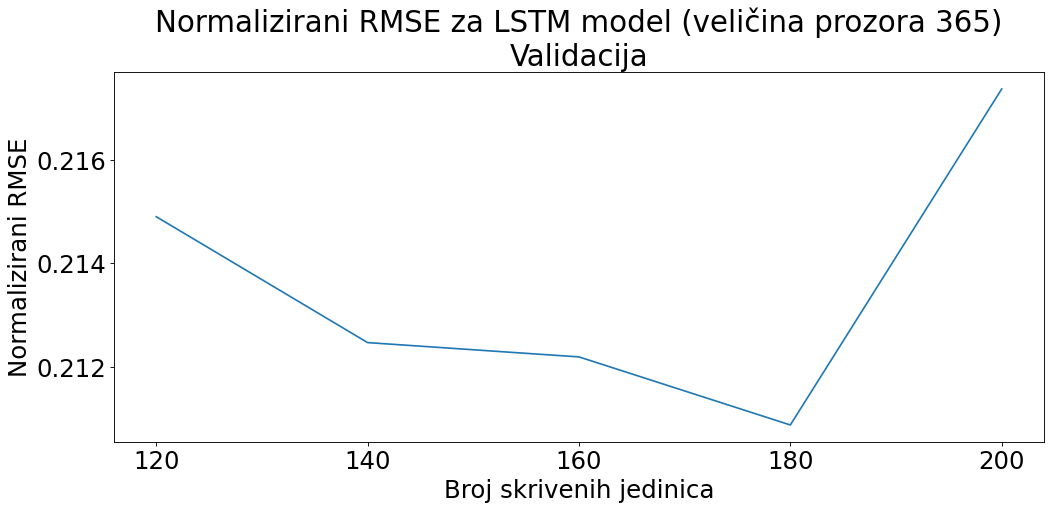 Normalizirani RMSE za LSTM model (veličina prozora 365)
Validacija
Normalizirani RMSE
0.216
0.214
0.212
120 140 160 180 200
Broj skrivenih jedinica